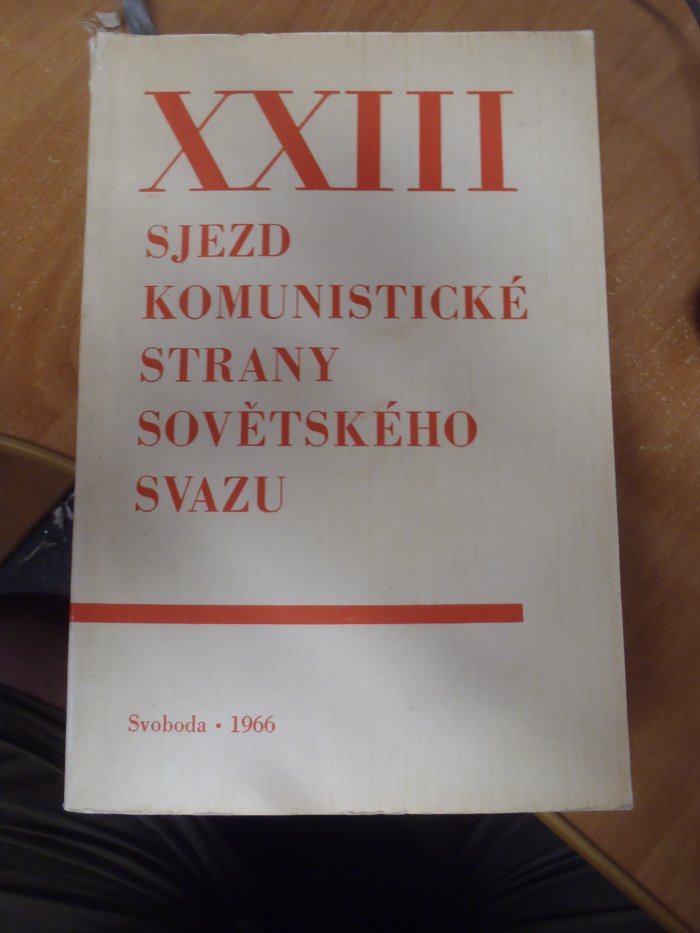 XXIII
SJEZD
KOMUNISTICKÉ
STRANY
SOVĚTSKÉHO
SVAZU
Svoboda • 1966